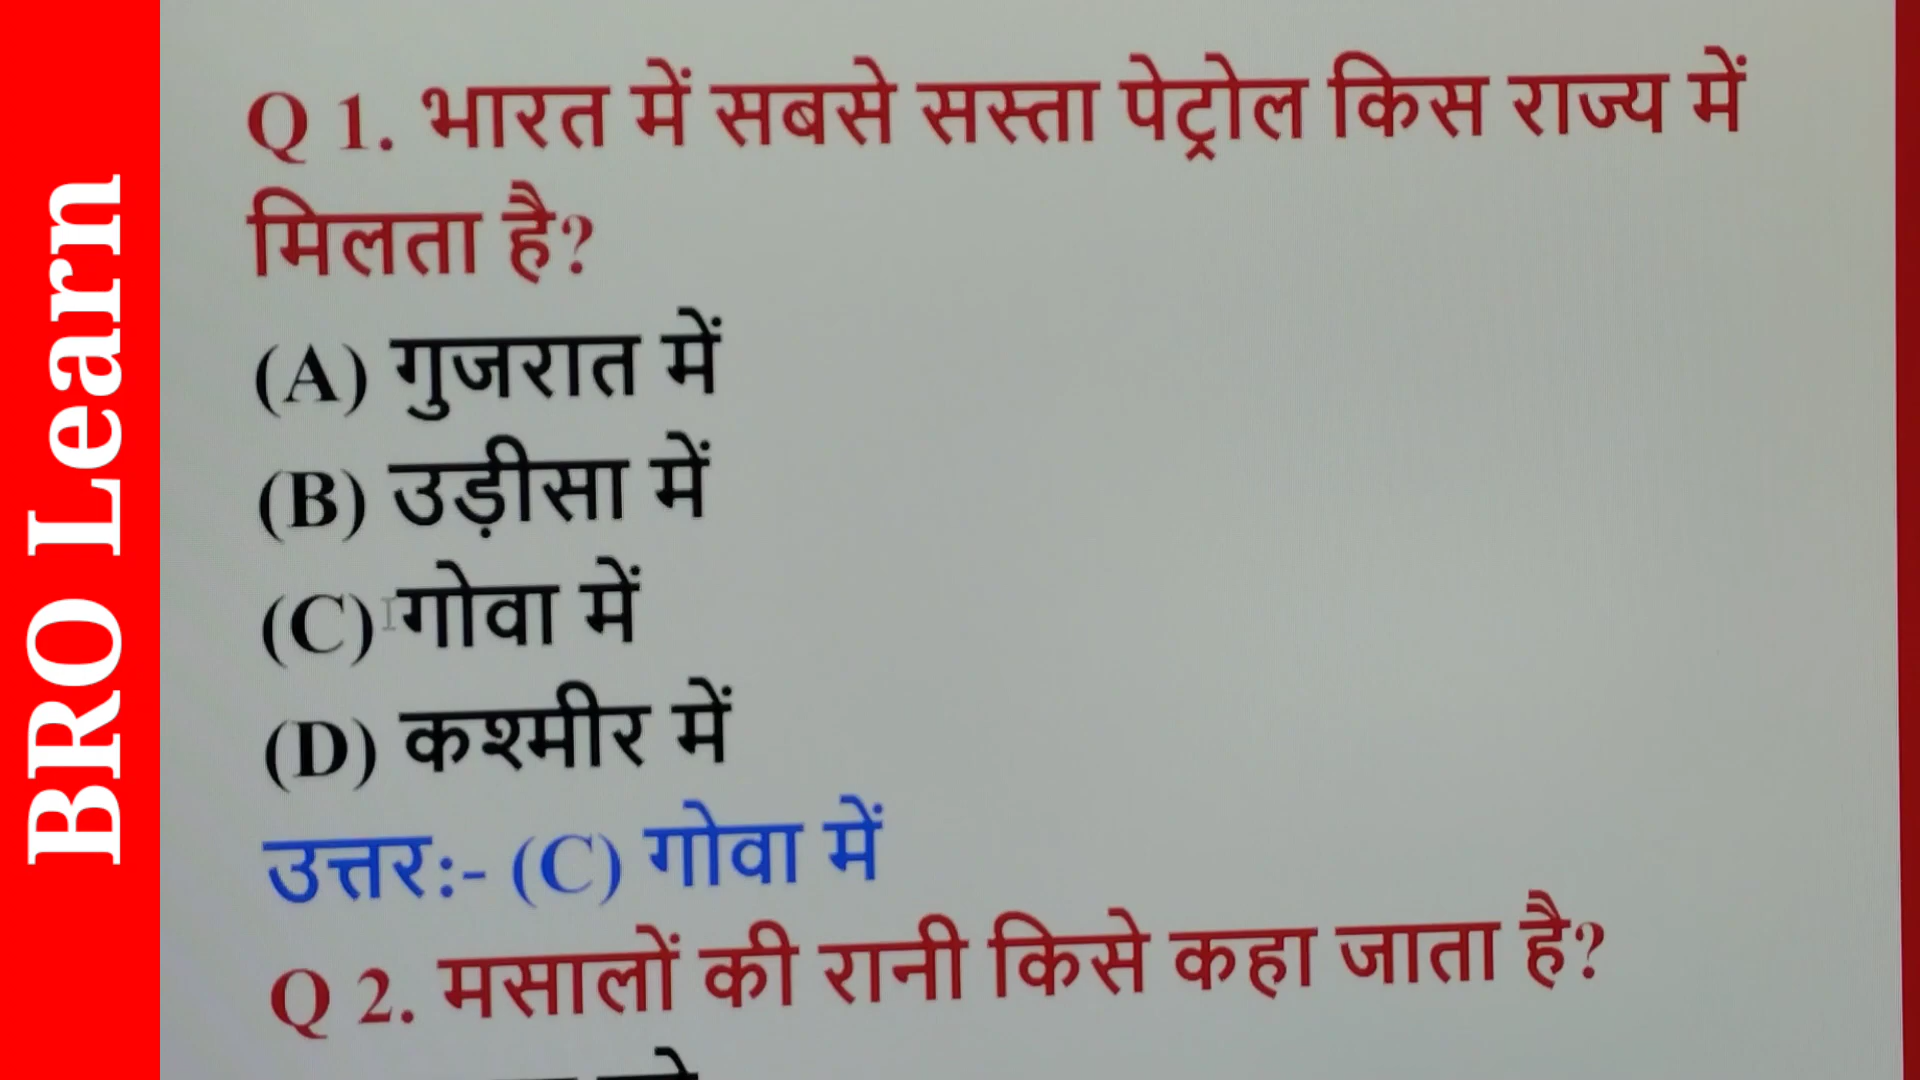 BRO Learn
Q 1. भारत में सबसे सस्ता पेट्रोल किस राज्य में
मिलता है?
(A) गुजरात में
(B) उड़ीसा में
(C) गोवा में
(D) कश्मीर में
उत्तर:- (C) गोवा में
Q 2. मसालों की रानी किसे कहा जाता है?